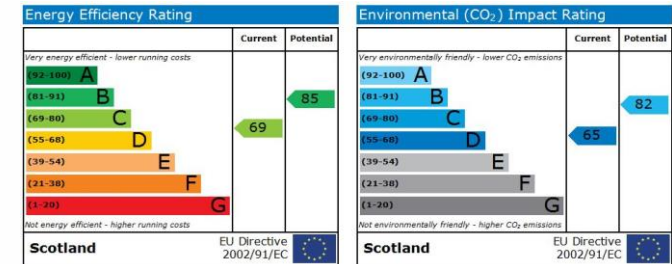 Energy Efficiency Rating
Current Potential
Very energy efficient - lower running costs
(92-100) A
(81-91) B
85
(69-80) C
69
(55-68) D
(39-54) E
(21-38) F
(1-20) G
Not energy efficient - higher running costs
Scotland
EU Directive
2002/91/EC
Environmental (CO₂) Impact Rating
Current Potential
Very environmentally friendly - lower CO₂ emissions
(92-100) A
(81-91) B
82
(69-80) C
(55-68) D
65
(39-54) E
(21-38) F
(1-20) G
Not environmentally friendly - higher CO₂ emissions
Scotland
EU Directive
2002/91/EC